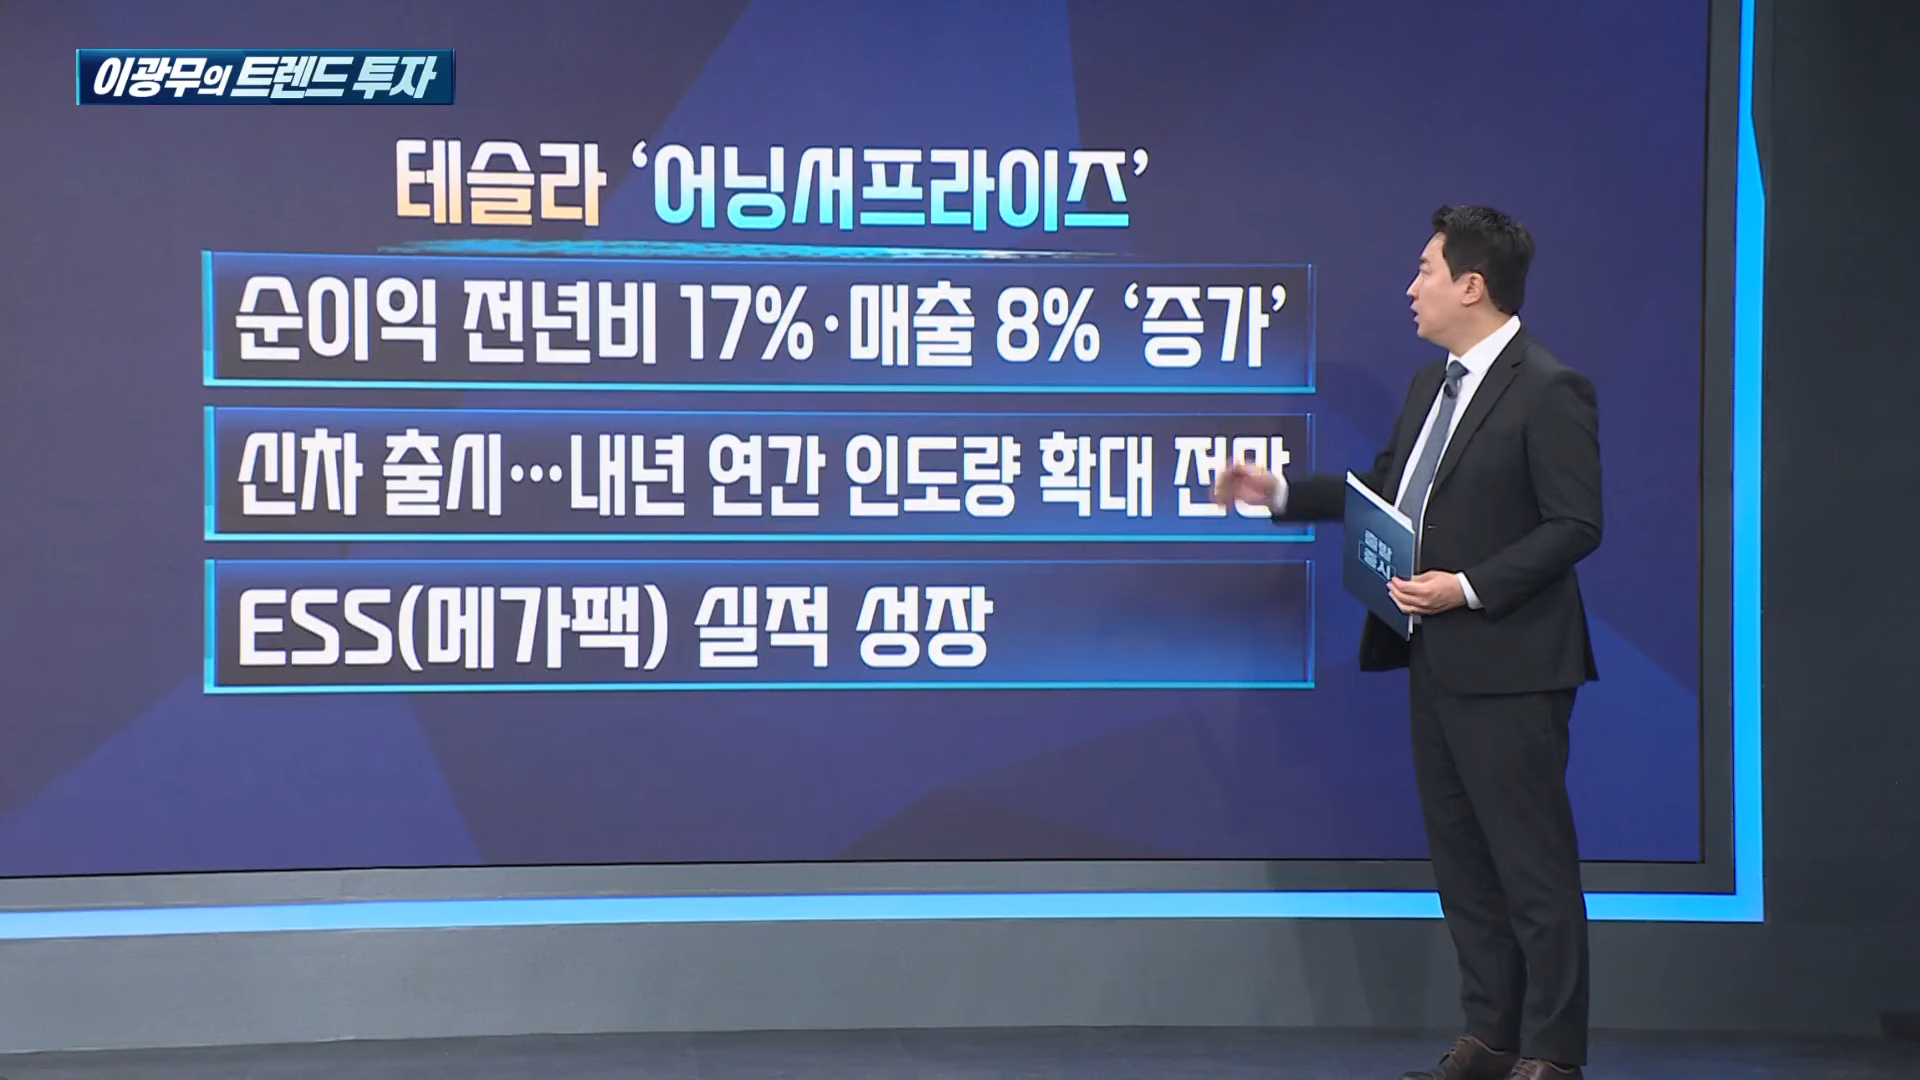 이광무의 트렌드 투자
테슬라 ‘어닝서프라이즈’
순이익 전년비 17%·매출 8% ‘증가’
신차 출시…내년 연간 인도량 확대 전망
ESS(메가팩) 실적 성장